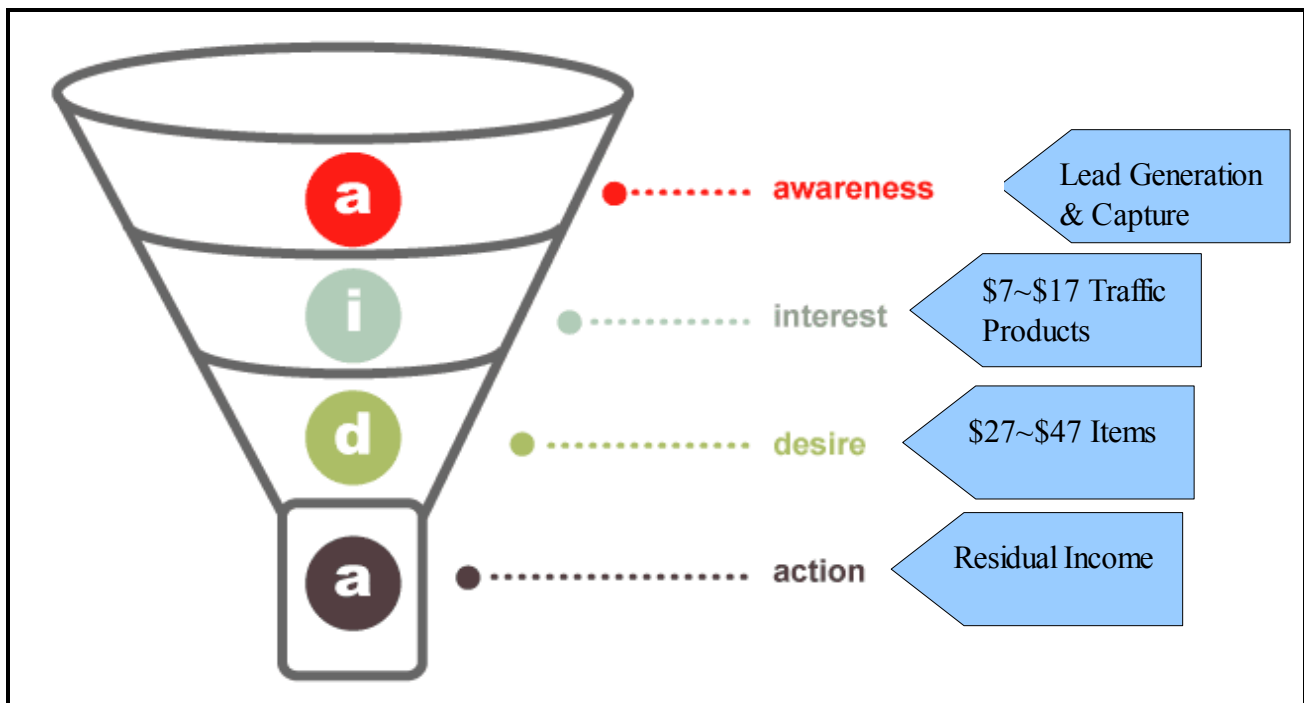 a
awareness
Lead Generation
& Capture
i
interest
$7~$17 Traffic
Products
d
desire
$27~$47 Items
a
action
Residual Income